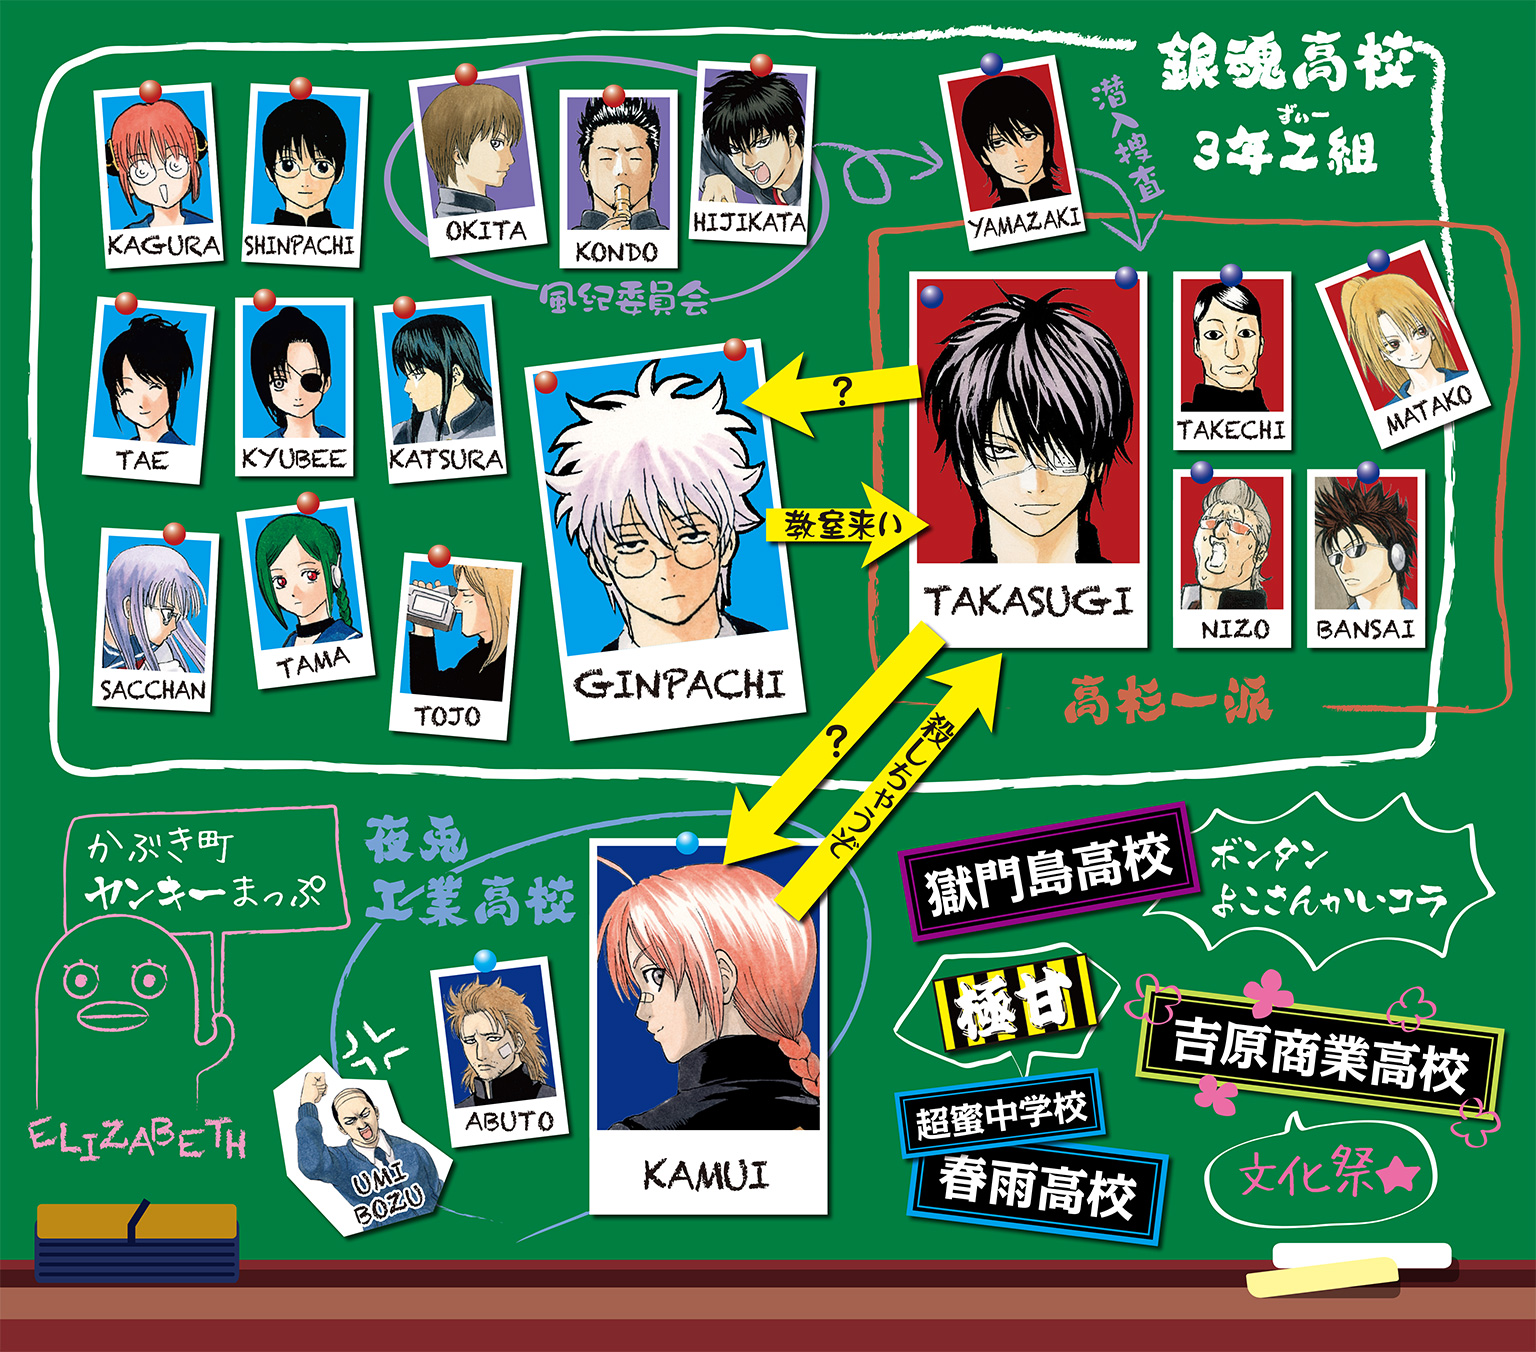 銀魂高校
ずぃー
3年Z組
潜入捜査
KAGURA
SHINPACHI
OKITA
KONDO
HIJIKATA
YAMAZAKI
風紀委員会
TAE
KYUBEE
KATSURA
TAKECHI
MATAKO
?
教室来い
SACCHAN
TAMA
TOJO
GINPACHI
TAKASUGI
NIZO
BANSAI
高杉一派
?
殺しちゃうぞ
かぶき町
ヤンキーまっぷ
ELIZABETH
夜兎
工業高校
ABUTO
UMI
BOZU
KAMUI
獄門島高校
ボンタン
よこさんかいコラ
極甘
吉原商業高校
超蜜中学校
春雨高校
文化祭★